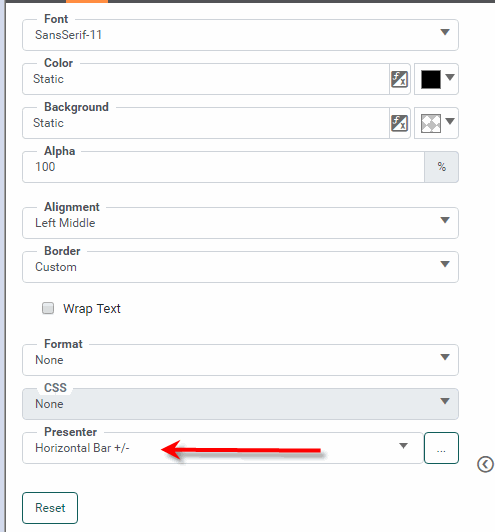 Font
SansSerif-11
Color
Static
Background
Static
Alpha
100 %
Alignment
Left Middle
Border
Custom
Wrap Text
Format
None
CSS
None
Presenter
Horizontal Bar +/- ...
Reset